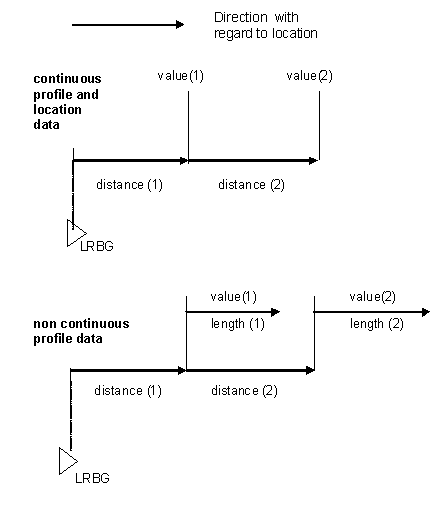 Direction with
regard to location
continuous
profile and
location
data
value(1)
value(2)
distance (1)
distance (2)
LRBG
non continuous
profile data
value(1)
length (1)
value(2)
length (2)
distance (1)
distance (2)
LRBG